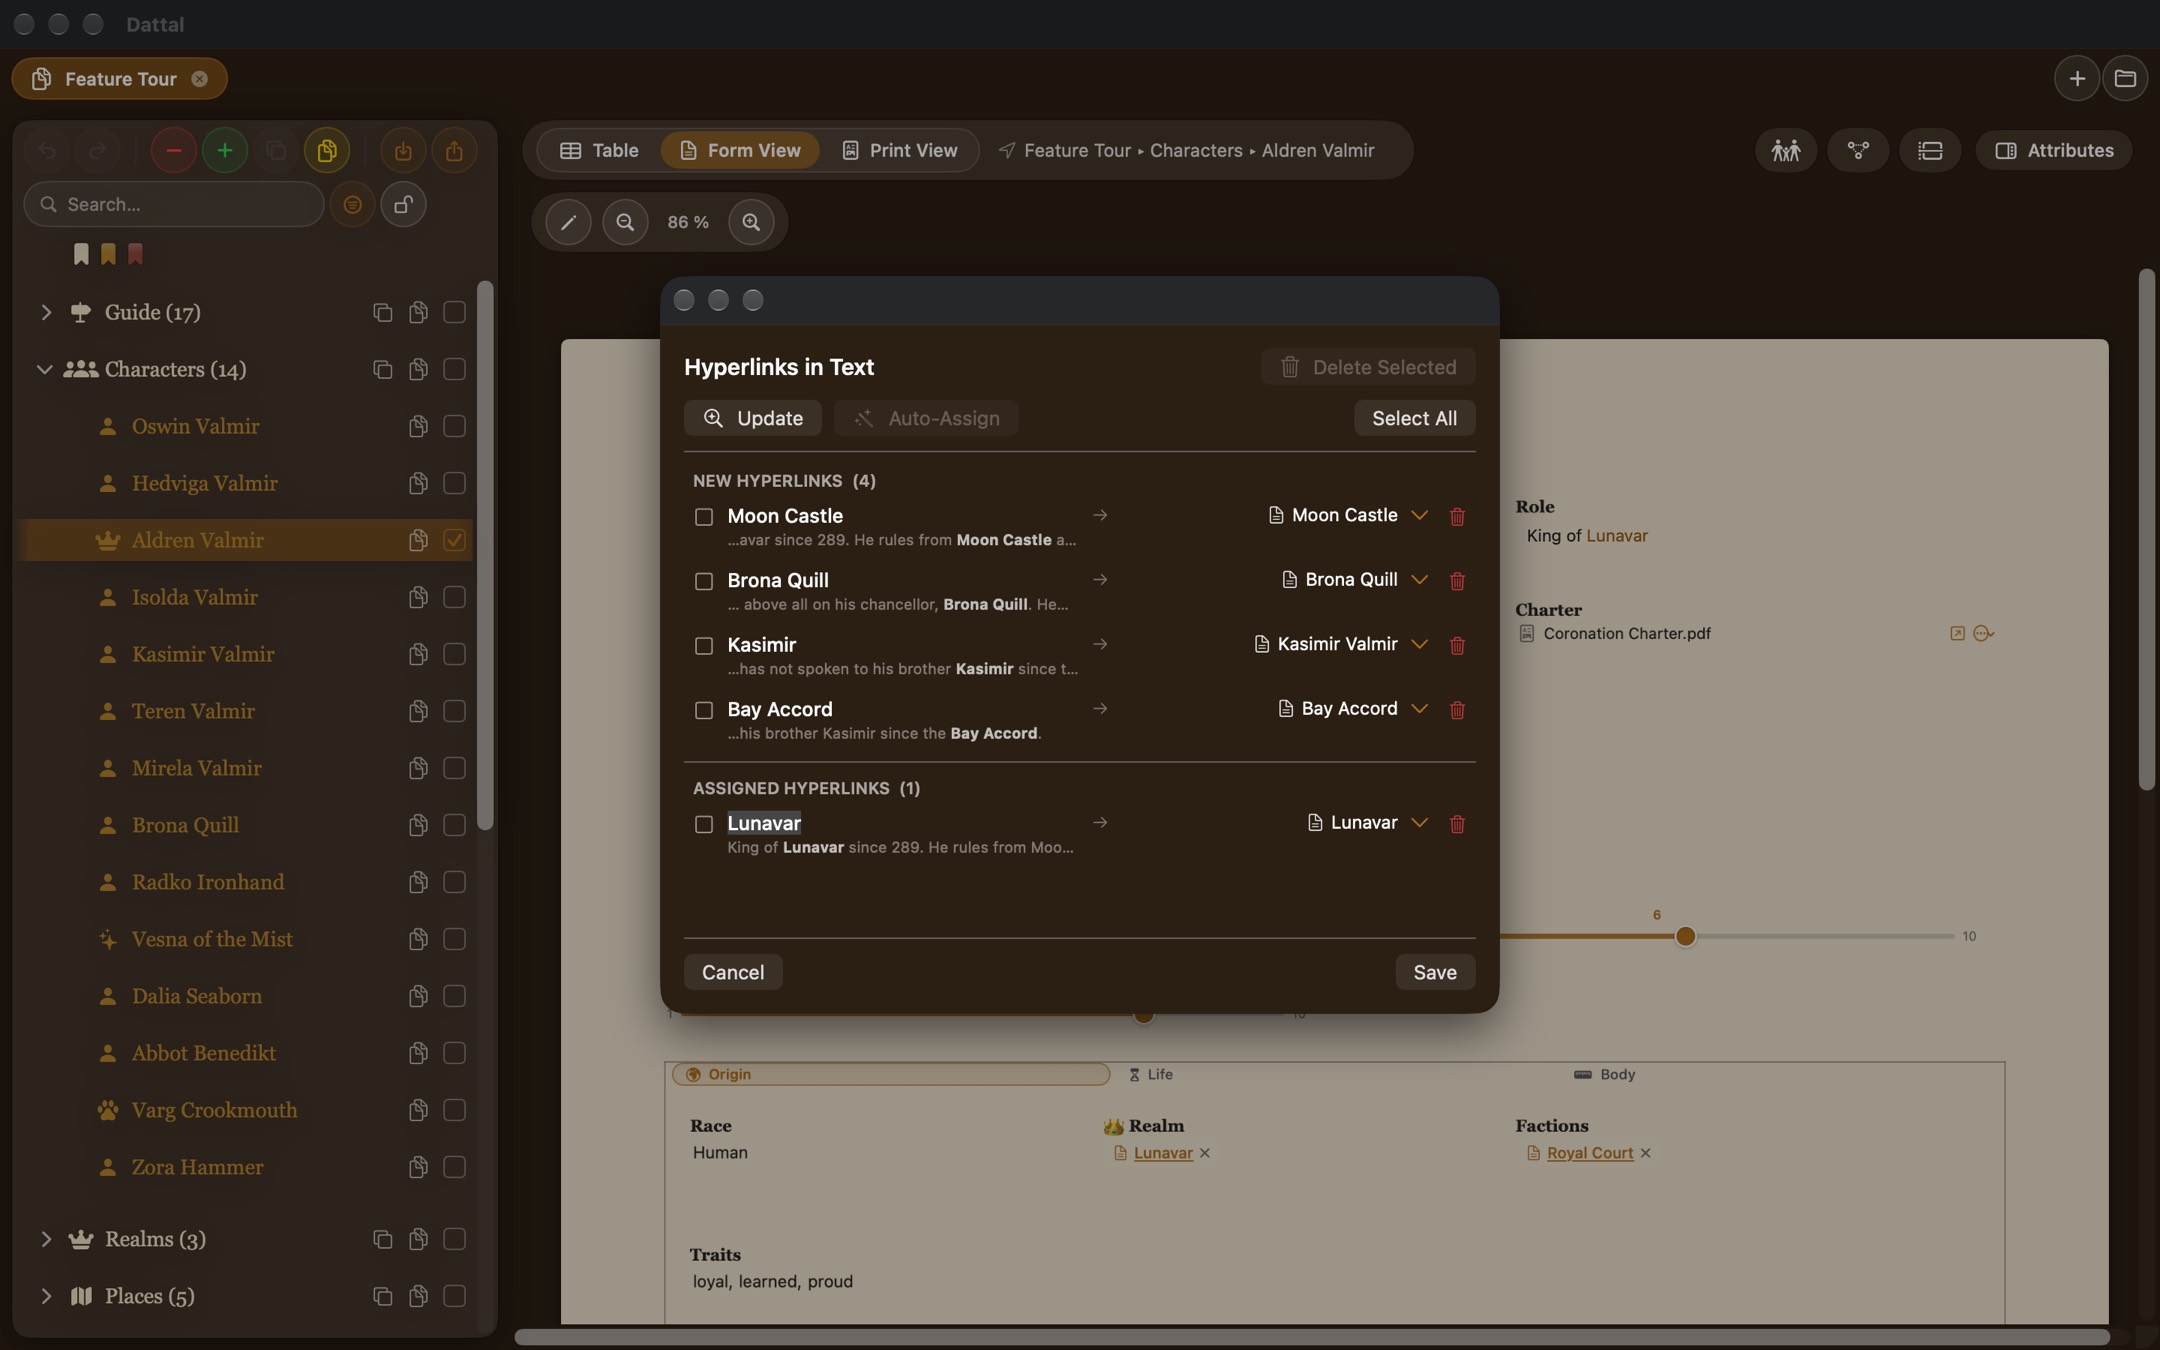 Dattal
Feature Tour
Search...
Guide (17)
Characters (14)
Oswin Valmir
Hedviga Valmir
Aldren Valmir
Isolda Valmir
Kasimir Valmir
Teren Valmir
Mirela Valmir
Brona Quill
Radko Ironhand
Vesna of the Mist
Dalia Seaborn
Abbot Benedikt
Varg Crookmouth
Zora Hammer
Realms (3)
Places (5)
Table Form View Print View Feature Tour ▸ Characters ▸ Aldren Valmir Attributes
86 %
Hyperlinks in Text Delete Selected
Update Auto-Assign Select All
NEW HYPERLINKS (4)
Moon Castle → Moon Castle
...avar since 289. He rules from Moon Castle a...
Brona Quill → Brona Quill
... above all on his chancellor, Brona Quill. He...
Kasimir → Kasimir Valmir
...has not spoken to his brother Kasimir since t...
Bay Accord → Bay Accord
...his brother Kasimir since the Bay Accord.
ASSIGNED HYPERLINKS (1)
Lunavar → Lunavar
King of Lunavar since 289. He rules from Moo...
Cancel Save
Role
King of Lunavar
Charter
Coronation Charter.pdf
6
10
1 10
Origin Life Body
Race Realm Factions
Human Lunavar Royal Court
Traits
loyal, learned, proud